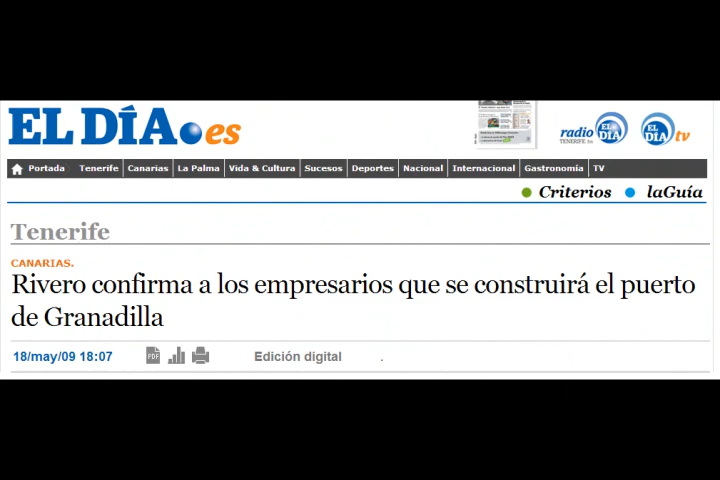 EL DÍA.es
radio EL DÍA
TENERIFE
EL DÍA tv
Portada Tenerife Canarias La Palma Vida & Cultura Sucesos Deportes Nacional Internacional Gastronomía TV
Criterios laGuía
Tenerife
CANARIAS.
Rivero confirma a los empresarios que se construirá el puerto
de Granadilla
18/may/09 18:07 PDF Edición digital .